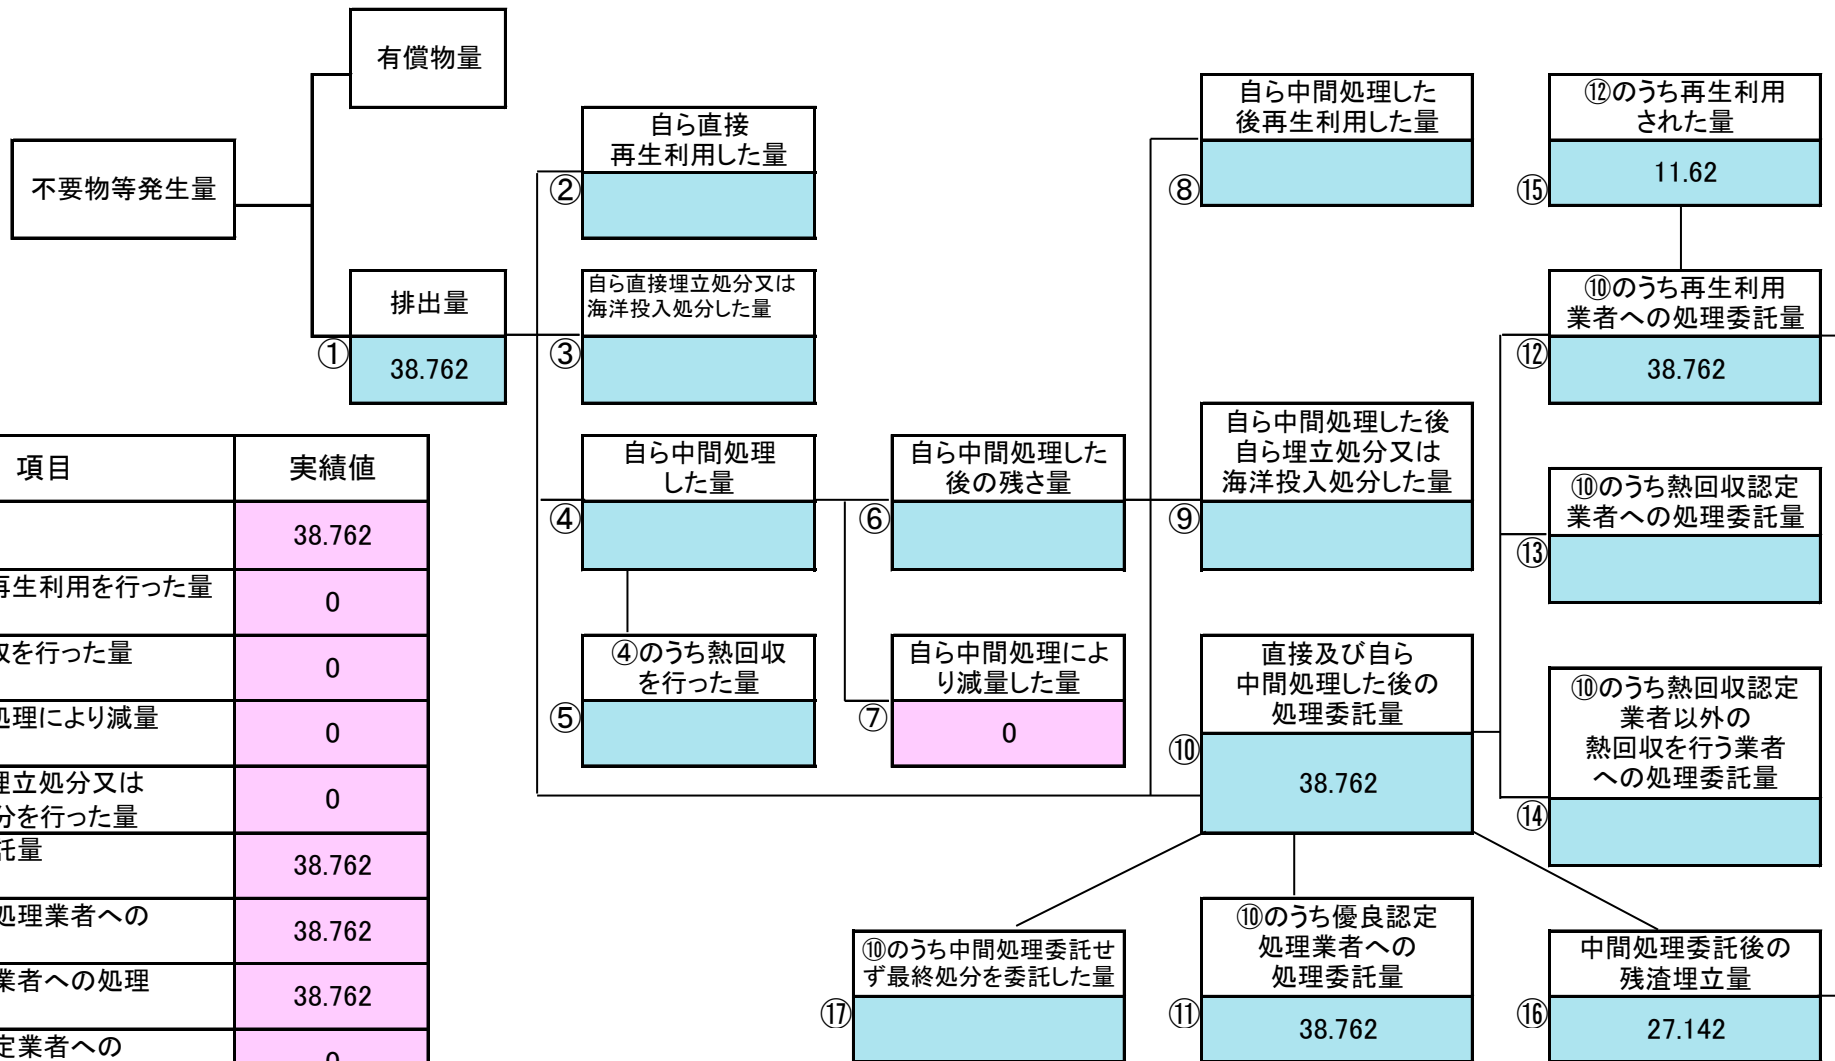 有償物量
不要物等発生量
排出量
①
38.762
自ら直接
再生利用した量
②
自ら直接埋立処分又は
海洋投入処分した量
③
自ら中間処理
した量
④
④のうち熱回収
を行った量
⑤
自ら中間処理した
後の残さ量
⑥
自ら中間処理によ
り減量した量
⑦
0
自ら中間処理した
後再生利用した量
⑧
自ら中間処理した後
自ら埋立処分又は
海洋投入処分した量
⑨
直接及び自ら
中間処理した後の
処理委託量
⑩
38.762
⑫のうち再生利用
された量
⑮
11.62
⑩のうち再生利用
業者への処理委託量
⑫
38.762
⑩のうち熱回収認定
業者への処理委託量
⑬
⑩のうち熱回収認定
業者以外の
熱回収を行う業者
への処理委託量
⑭
⑩のうち中間処理委託せ
ず最終処分を委託した量
⑰
⑩のうち優良認定
処理業者への
処理委託量
⑪
38.762
中間処理委託後の
残渣埋立量
⑯
27.142
項目 実績値
38.762
再生利用を行った量 0
収を行った量 0
処理により減量 0
埋立処分又は
分を行った量 0
託量 38.762
処理業者への 38.762
業者への処理 38.762
定業者への 0